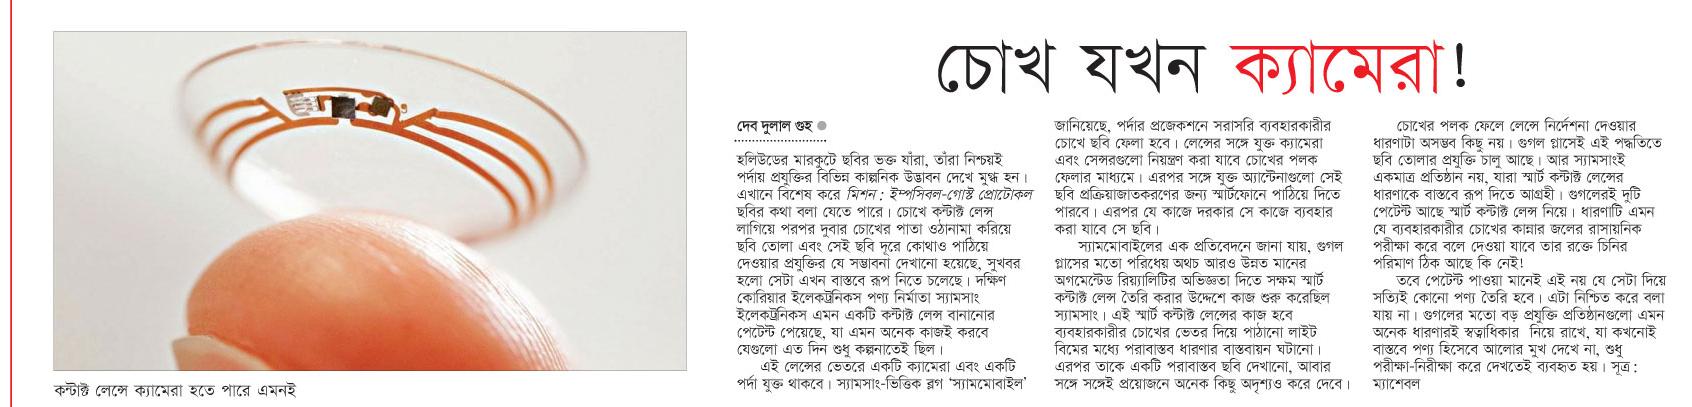 চোখ যখন ক্যামেরা!
দেব দুলাল গুহ
হলিউডের মারকুটে ছবির ভক্ত যাঁরা, তাঁরা নিশ্চয়ই
পর্দায় প্রযুক্তির বিভিন্ন কাল্পনিক উদ্ভাবন দেখে মুগ্ধ হন।
এখানে বিশেষ করে মিশন: ইম্পসিবল-গোস্ট প্রোটোকল
ছবির কথা বলা যেতে পারে। চোখে কন্টাক্ট লেন্স
লাগিয়ে পরপর দুবার চোখের পাতা ওঠানামা করিয়ে
ছবি তোলা এবং সেই ছবি দূরে কোথাও পাঠিয়ে
দেওয়ার প্রযুক্তির যে সম্ভাবনা দেখানো হয়েছে, সুখবর
হলো সেটা এখন বাস্তবে রূপ নিতে চলেছে। দক্ষিণ
কোরিয়ার ইলেকট্রনিকস পণ্য নির্মাতা স্যামসাং
ইলেকট্রনিকস এমন একটি কন্টাক্ট লেন্স বানানোর
পেটেন্ট পেয়েছে, যা এমন অনেক কাজই করবে
যেগুলো এত দিন শুধু কল্পনাতেই ছিল।
এই লেন্সের ভেতরে একটি ক্যামেরা এবং একটি
পর্দা যুক্ত থাকবে। স্যামসাং-ভিত্তিক ব্লগ ‘স্যামমোবাইল’
জানিয়েছে, পর্দার প্রজেকশনে সরাসরি ব্যবহারকারীর
চোখে ছবি ফেলা হবে। লেন্সের সঙ্গে যুক্ত ক্যামেরা
এবং সেন্সরগুলো নিয়ন্ত্রণ করা যাবে চোখের পলক
ফেলার মাধ্যমে। এরপর সঙ্গে যুক্ত অ্যান্টেনাগুলো সেই
ছবি প্রক্রিয়াজাতকরণের জন্য স্মার্টফোনে পাঠিয়ে দিতে
পারবে। এরপর যে কাজে দরকার সে কাজে ব্যবহার
করা যাবে সে ছবি।
স্যামমোবাইলের এক প্রতিবেদনে জানা যায়, গুগল
গ্লাসের মতো পরিধেয় অথচ আরও উন্নত মানের
অগমেন্টেড রিয়্যালিটির অভিজ্ঞতা দিতে সক্ষম স্মার্ট
কন্টাক্ট লেন্স তৈরি করার উদ্দেশে কাজ শুরু করেছিল
স্যামসাং। এই স্মার্ট কন্টাক্ট লেন্সের কাজ হবে
ব্যবহারকারীর চোখের ভেতর দিয়ে পাঠানো লাইট
বিমের মধ্যে পরাবাস্তব ধারণার বাস্তবায়ন ঘটানো।
এরপর তাকে একটি পরাবাস্তব ছবি দেখানো, আবার
সঙ্গে সঙ্গেই প্রয়োজনে অনেক কিছু অদৃশ্যও করে দেবে।
চোখের পলক ফেলে লেন্সে নির্দেশনা দেওয়ার
ধারণাটা অসম্ভব কিছু নয়। গুগল গ্লাসেই এই পদ্ধতিতে
ছবি তোলার প্রযুক্তি চালু আছে। আর স্যামসাংই
একমাত্র প্রতিষ্ঠান নয়, যারা স্মার্ট কন্টাক্ট লেন্সের
ধারণাকে বাস্তবে রূপ দিতে আগ্রহী। গুগলেরই দুটি
পেটেন্ট আছে স্মার্ট কন্টাক্ট লেন্স নিয়ে। ধারণাটি এমন
যে ব্যবহারকারীর চোখের কান্নার জলের রাসায়নিক
পরীক্ষা করে বলে দেওয়া যাবে তার রক্তে চিনির
পরিমাণ ঠিক আছে কি নেই!
তবে পেটেন্ট পাওয়া মানেই এই নয় যে সেটা দিয়ে
সত্যিই কোনো পণ্য তৈরি হবে। এটা নিশ্চিত করে বলা
যায় না। গুগলের মতো বড় প্রযুক্তি প্রতিষ্ঠানগুলো এমন
অনেক ধারণারই স্বত্বাধিকার নিয়ে রাখে, যা কখনোই
বাস্তবে পণ্য হিসেবে আলোর মুখ দেখে না, শুধু
পরীক্ষা-নিরীক্ষা করে দেখতেই ব্যবহৃত হয়। সূত্র:
ম্যাশেবল
কন্টাক্ট লেন্সে ক্যামেরা হতে পারে এমনই